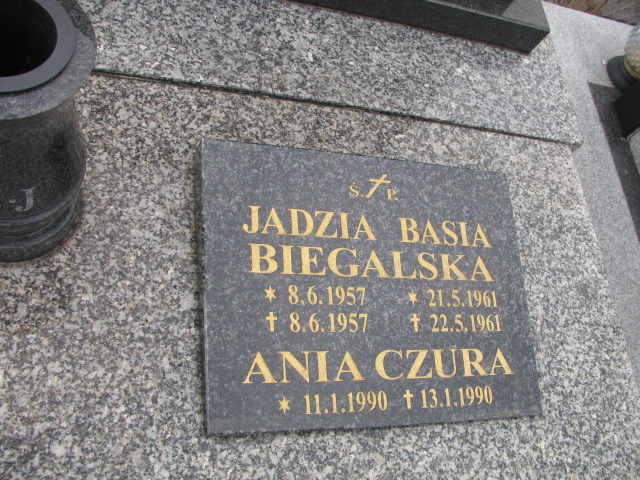 Ś. P.
JADZIA BASIA
BIEGALSKA
* 8.6.1957 * 21.5.1961
✝ 8.6.1957 ✝ 22.5.1961
ANIA CZURA
* 11.1.1990 ✝ 13.1.1990